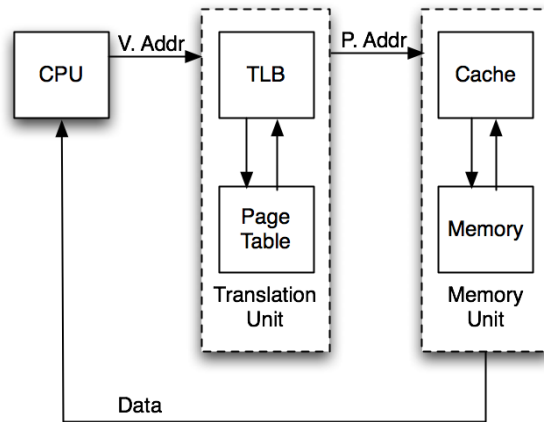 V. Addr
P. Addr
CPU
TLB
Cache
Page
Table
Memory
Translation
Unit
Memory
Unit
Data